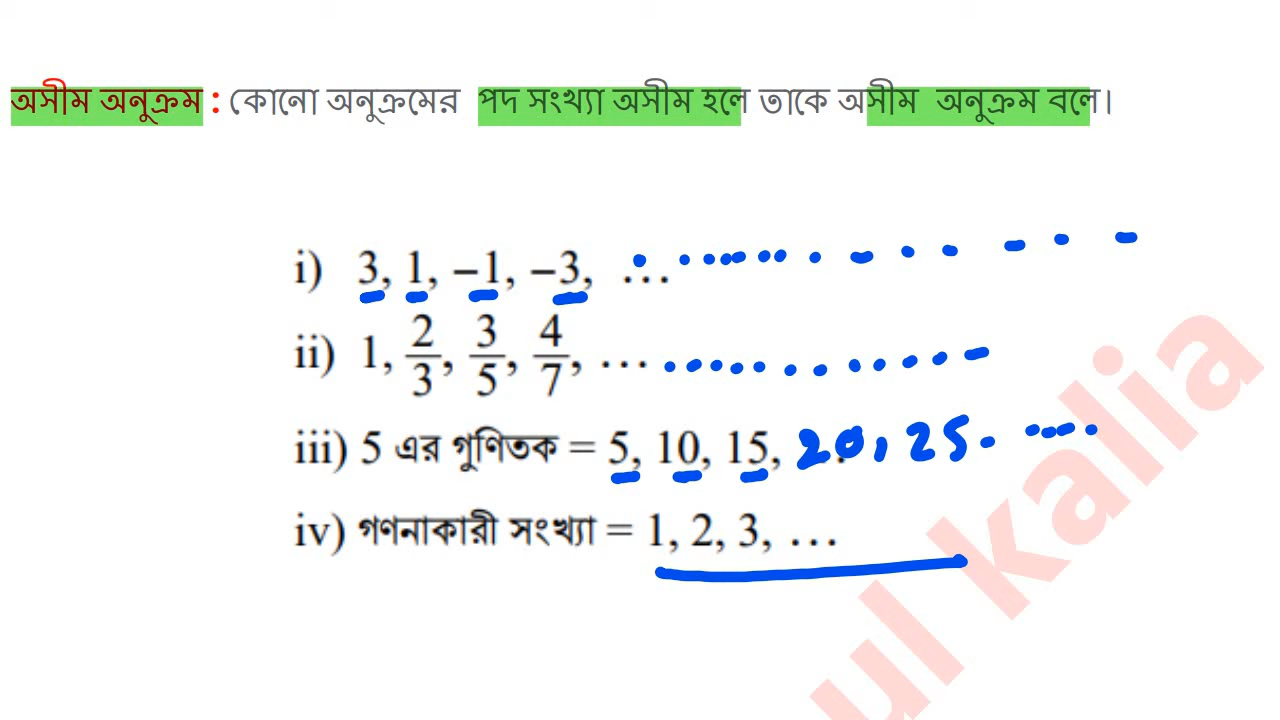 অসীম অনুক্রম : কোনো অনুক্রমের পদ সংখ্যা অসীম হলে তাকে অসীম অনুক্রম বলে।
i) 3, 1, −1, −3, ...
ii) 1, 2/3, 3/5, 4/7, ...
iii) 5 এর গুণিতক = 5, 10, 15, 20, 25. ...
iv) গণনাকারী সংখ্যা = 1, 2, 3, ...
ul kalia